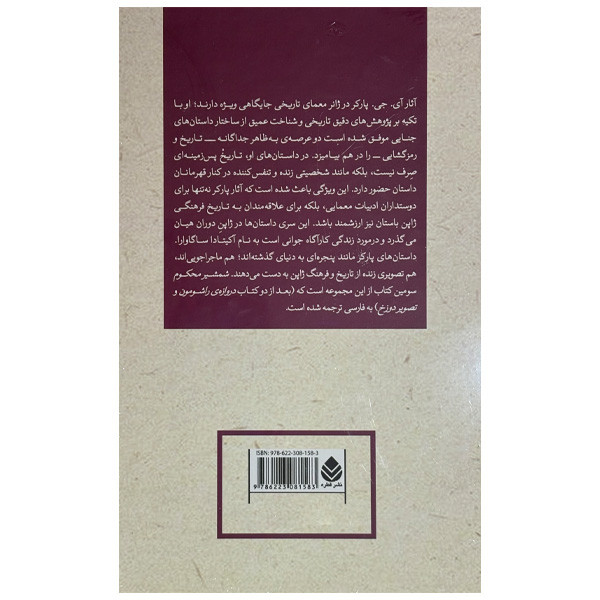 آثار آی. جی. پارکر در ژانر معمای تاریخی جایگاهی ویژه دارند؛ او با
تکیه بر پژوهش‌های دقیق تاریخی و شناخت عمیق از ساختار داستان‌های
جنایی موفق شده است دو عرصه‌ی به‌ظاهر جداگانه ــ تاریخ و
رمزگشایی ــ را در هم بیامیزد. در داستان‌های او، تاریخْ پس‌زمینه‌ای
صِرف نیست، بلکه مانند شخصیتی زنده و تنفس‌کننده در کنار قهرمانان
داستان حضور دارد. این ویژگی باعث شده است که آثار پارکر نه‌تنها برای
دوستداران ادبیات معمایی، بلکه برای علاقه‌مندان به تاریخ فرهنگی
ژاپن باستان نیز ارزشمند باشد. این سری داستان‌ها در ژاپنِ دوران هیان
می‌گذرد و درمورد زندگی کارآگاه جوانی است به نام آکیتادا ساگاوارا.
داستان‌های پارکِر مانند پنجره‌ای به دنیای گذشته‌اند؛ هم ماجراجویی‌اند،
هم تصویری زنده از تاریخ و فرهنگ ژاپن به دست می‌دهند. شمشیر محکوم
سومین کتاب از این مجموعه است که (بعد از دو کتاب دروازه‌ی راشومون و
تصویر دوزخ) به فارسی ترجمه شده است.
ISBN: 978-622-308-158-3
9 786223 081583
نشر قطره